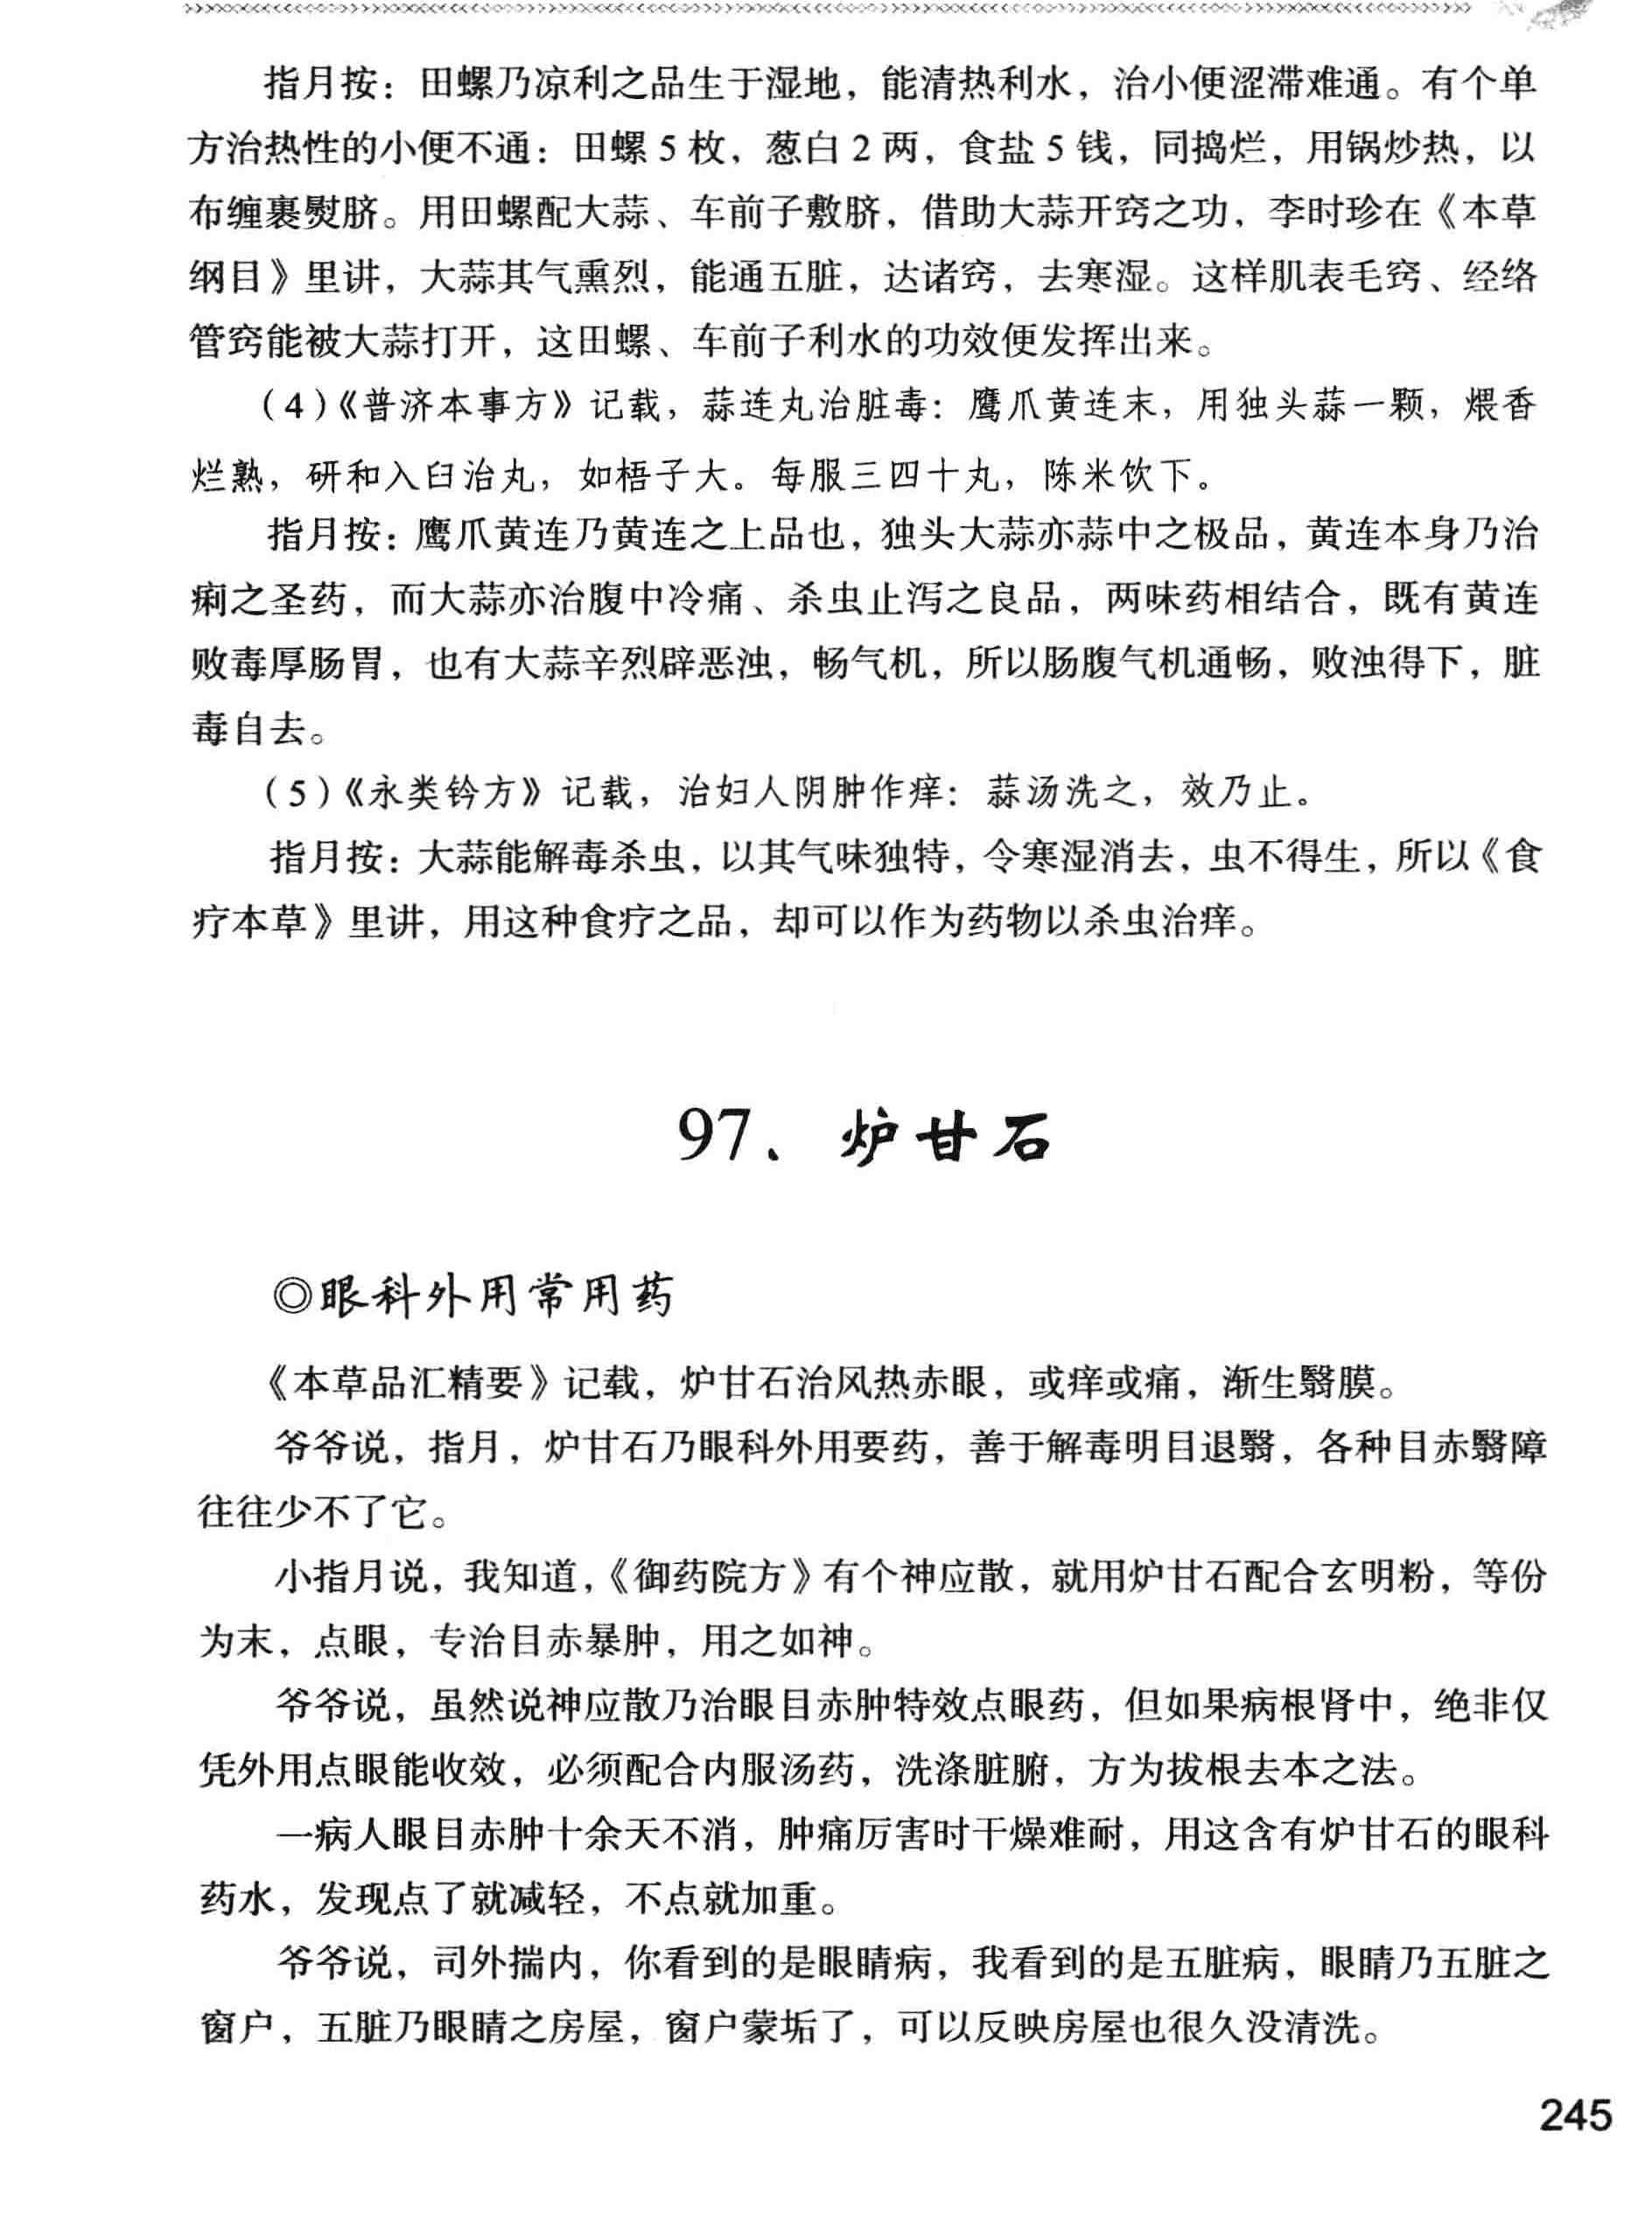 指月按：田螺乃凉利之品生于湿地，能清热利水，治小便涩滞难通。有个单
方治热性的小便不通：田螺 5 枚，葱白 2 两，食盐 5 钱，同捣烂，用锅炒热，以
布缠裹熨脐。用田螺配大蒜、车前子敷脐，借助大蒜开窍之功，李时珍在《本草
纲目》里讲，大蒜其气熏烈，能通五脏，达诸窍，去寒湿。这样肌表毛窍、经络
管窍能被大蒜打开，这田螺、车前子利水的功效便发挥出来。
（4）《普济本事方》记载，蒜连丸治脏毒：鹰爪黄连末，用独头蒜一颗，煨香
烂熟，研和入臼治丸，如梧子大。每服三四十丸，陈米饮下。
指月按：鹰爪黄连乃黄连之上品也，独头大蒜亦蒜中之极品，黄连本身乃治
痢之圣药，而大蒜亦治腹中冷痛、杀虫止泻之良品，两味药相结合，既有黄连
败毒厚肠胃，也有大蒜辛烈辟恶浊，畅气机，所以肠腹气机通畅，败浊得下，脏
毒自去。
（5）《永类钤方》记载，治妇人阴肿作痒：蒜汤洗之，效乃止。
指月按：大蒜能解毒杀虫，以其气味独特，令寒湿消去，虫不得生，所以《食
疗本草》里讲，用这种食疗之品，却可以作为药物以杀虫治痒。
97、炉甘石
◎眼科外用常用药
《本草品汇精要》记载，炉甘石治风热赤眼，或痒或痛，渐生翳膜。
爷爷说，指月，炉甘石乃眼科外用要药，善于解毒明目退翳，各种目赤翳障
往往少不了它。
小指月说，我知道，《御药院方》有个神应散，就用炉甘石配合玄明粉，等份
为末，点眼，专治目赤暴肿，用之如神。
爷爷说，虽然说神应散乃治眼目赤肿特效点眼药，但如果病根肾中，绝非仅
凭外用点眼能收效，必须配合内服汤药，洗涤脏腑，方为拔根去本之法。
一病人眼目赤肿十余天不消，肿痛厉害时干燥难耐，用这含有炉甘石的眼科
药水，发现点了就减轻，不点就加重。
爷爷说，司外揣内，你看到的是眼睛病，我看到的是五脏病，眼睛乃五脏之
窗户，五脏乃眼睛之房屋，窗户蒙垢了，可以反映房屋也很久没清洗。
245